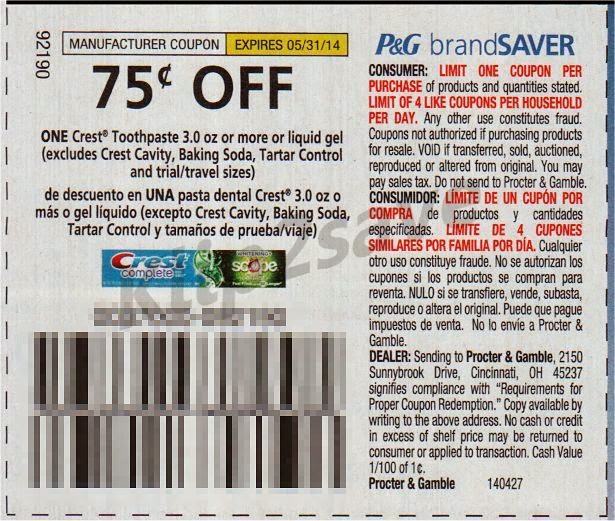 92190
MANUFACTURER COUPON EXPIRES 05/31/14
75¢ OFF
ONE Crest® Toothpaste 3.0 oz or more or liquid gel
(excludes Crest Cavity, Baking Soda, Tartar Control
and trial/travel sizes)
de descuento en UNA pasta dental Crest® 3.0 oz o
más o gel líquido (excepto Crest Cavity, Baking Soda,
Tartar Control y tamaños de prueba/viaje)
Crest
complete
WHITENING+
scope
Klip2save
P&G brandSAVER
CONSUMER: LIMIT ONE COUPON PER
PURCHASE of products and quantities stated.
LIMIT OF 4 LIKE COUPONS PER HOUSEHOLD
PER DAY. Any other use constitutes fraud.
Coupons not authorized if purchasing products
for resale. VOID if transferred, sold, auctioned,
reproduced or altered from original. You may
pay sales tax. Do not send to Procter & Gamble.
CONSUMIDOR: LÍMITE DE UN CUPÓN POR
COMPRA de productos y cantidades
especificadas. LÍMITE DE 4 CUPONES
SIMILARES POR FAMILIA POR DÍA. Cualquier
otro uso constituye fraude. No se autorizan los
cupones si los productos se compran para
reventa. NULO si se transfiere, vende, subasta,
reproduce o altera el original. Puede que pague
impuestos de venta. No lo envíe a Procter &
Gamble.
DEALER: Sending to Procter & Gamble, 2150
Sunnybrook Drive, Cincinnati, OH 45237
signifies compliance with "Requirements for
Proper Coupon Redemption." Copy available by
writing to the above address. No cash or credit
in excess of shelf price may be returned to
consumer or applied to transaction. Cash Value
1/100 of 1¢.
Procter & Gamble 140427